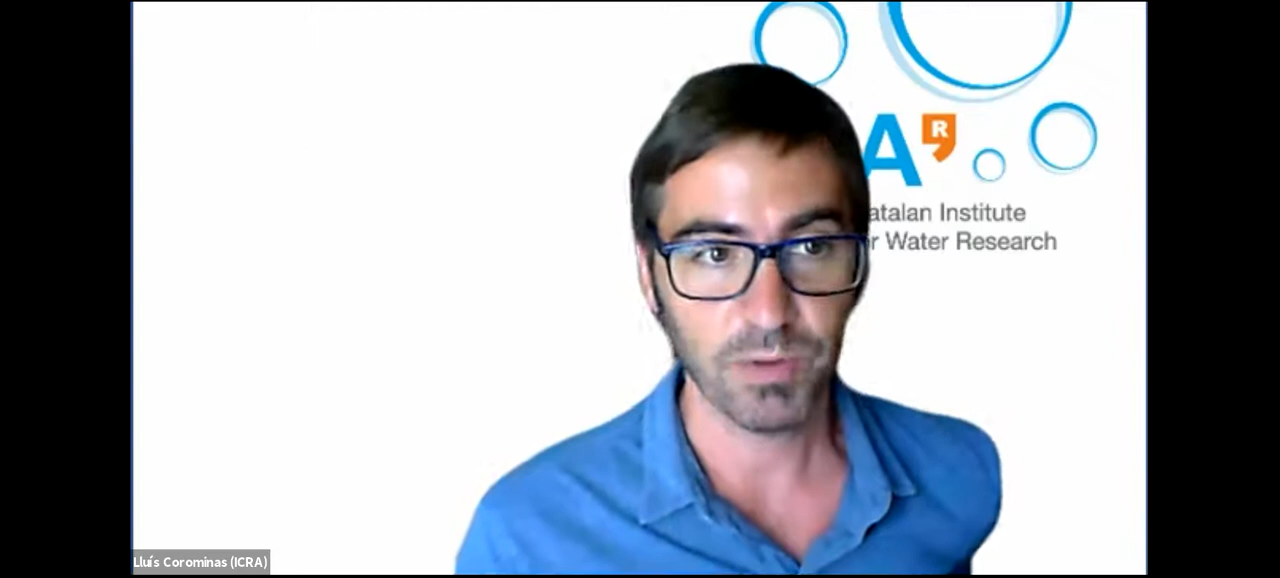 A R
atalan Institute
r Water Research
Lluís Corominas (ICRA)